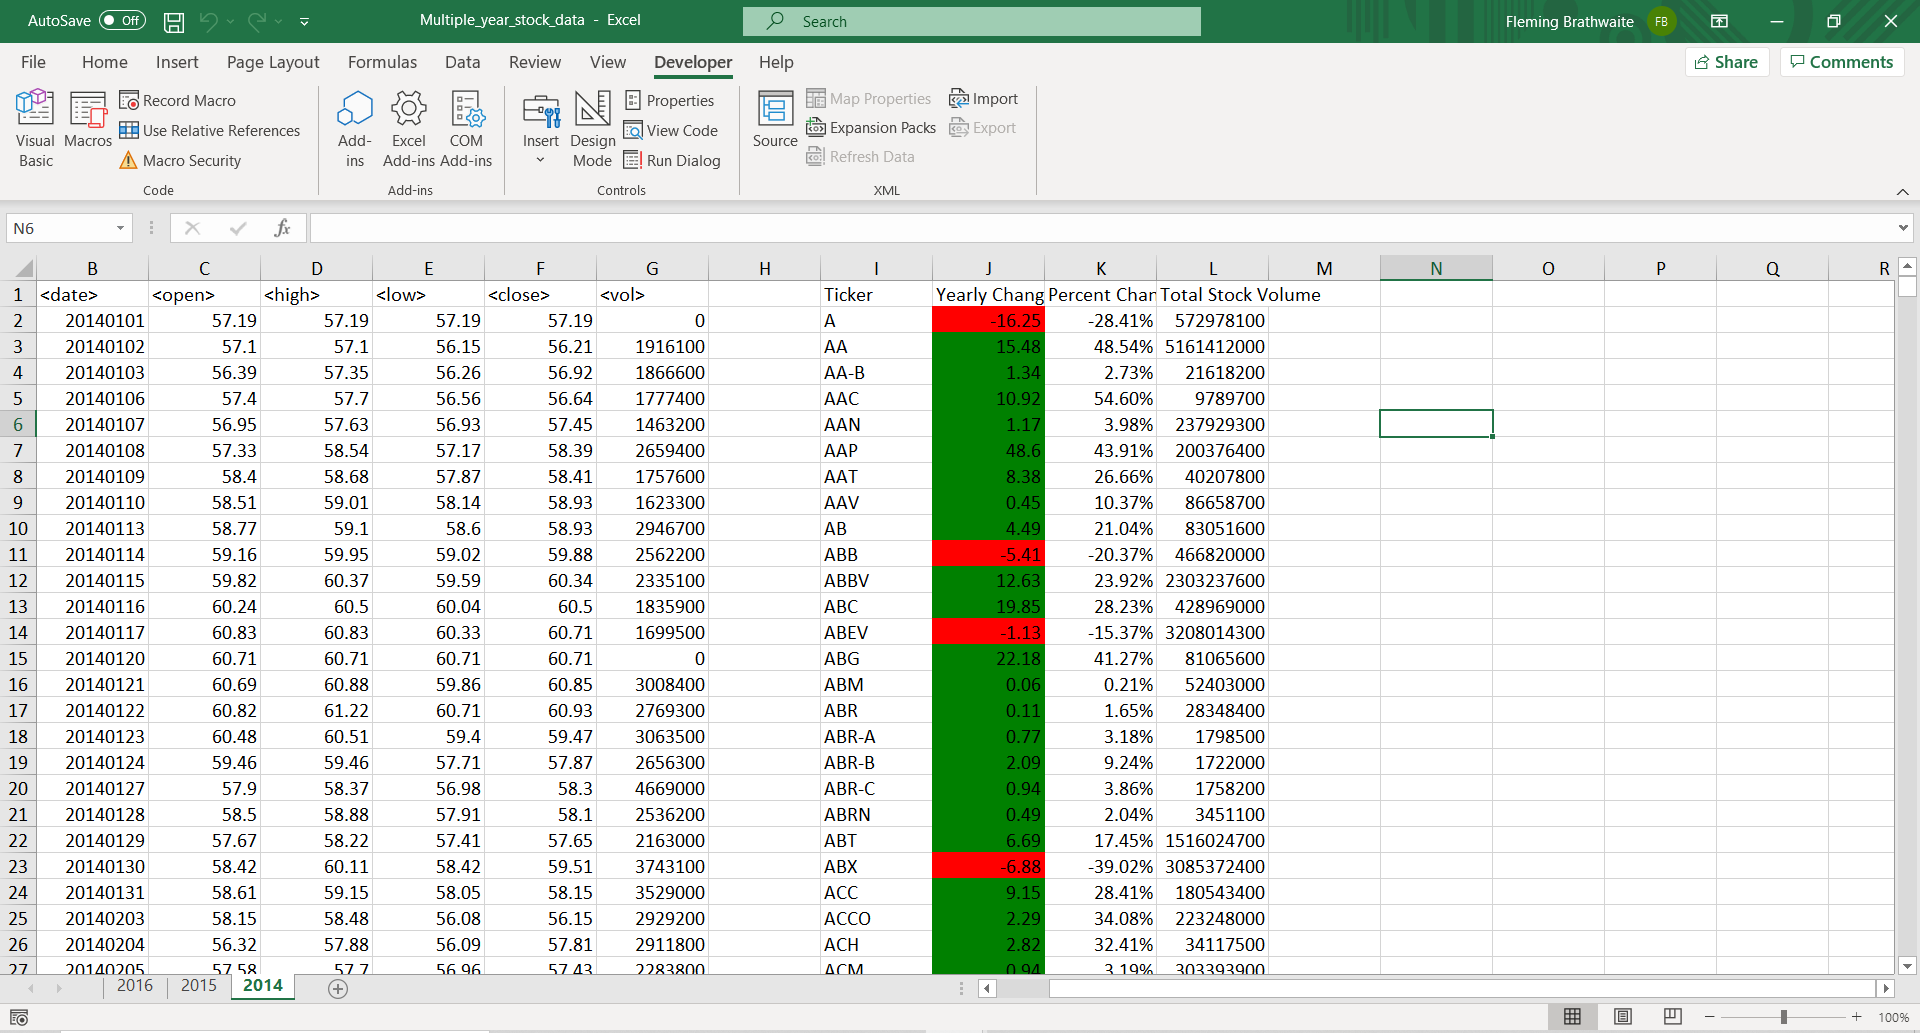 AutoSave Off Multiple_year_stock_data - Excel Search Fleming Brathwaite FB
File Home Insert Page Layout Formulas Data Review View Developer Help Share Comments
Visual Basic
Macros
Record Macro
Use Relative References
Macro Security
Code
Add-ins
Excel Add-ins
COM Add-ins
Add-ins
Insert
Design Mode
Properties
View Code
Run Dialog
Controls
Source
Map Properties
Expansion Packs
Refresh Data
Import
Export
XML
N6 fx
B C D E F G H I J K L M N O P Q R
1 <date> <open> <high> <low> <close> <vol> Ticker Yearly Chang Percent Char Total Stock Volume
2 20140101 57.19 57.19 57.19 57.19 0 A -16.25 -28.41% 572978100
3 20140102 57.1 57.1 56.15 56.21 1916100 AA 15.48 48.54% 5161412000
4 20140103 56.39 57.35 56.26 56.92 1866600 AA-B 1.34 2.73% 21618200
5 20140106 57.4 57.7 56.56 56.64 1777400 AAC 10.92 54.60% 9789700
6 20140107 56.95 57.63 56.93 57.45 1463200 AAN 1.17 3.98% 237929300
7 20140108 57.33 58.54 57.17 58.39 2659400 AAP 48.6 43.91% 200376400
8 20140109 58.4 58.68 57.87 58.41 1757600 AAT 8.38 26.66% 40207800
9 20140110 58.51 59.01 58.14 58.93 1623300 AAV 0.45 10.37% 86658700
10 20140113 58.77 59.1 58.6 58.93 2946700 AB 4.49 21.04% 83051600
11 20140114 59.16 59.95 59.02 59.88 2562200 ABB -5.41 -20.37% 466820000
12 20140115 59.82 60.37 59.59 60.34 2335100 ABBV 12.63 23.92% 2303237600
13 20140116 60.24 60.5 60.04 60.5 1835900 ABC 19.85 28.23% 428969000
14 20140117 60.83 60.83 60.33 60.71 1699500 ABEV -1.13 -15.37% 3208014300
15 20140120 60.71 60.71 60.71 60.71 0 ABG 22.18 41.27% 81065600
16 20140121 60.69 60.88 59.86 60.85 3008400 ABM 0.06 0.21% 52403000
17 20140122 60.82 61.22 60.71 60.93 2769300 ABR 0.11 1.65% 28348400
18 20140123 60.48 60.51 59.4 59.47 3063500 ABR-A 0.77 3.18% 1798500
19 20140124 59.46 59.46 57.71 57.87 2656300 ABR-B 2.09 9.24% 1722000
20 20140127 57.9 58.37 56.98 58.3 4669000 ABR-C 0.94 3.86% 1758200
21 20140128 58.5 58.88 57.91 58.1 2536200 ABRN 0.49 2.04% 3451100
22 20140129 57.67 58.22 57.41 57.65 2163000 ABT 6.69 17.45% 1516024700
23 20140130 58.42 60.11 58.42 59.51 3743100 ABX -6.88 -39.02% 3085372400
24 20140131 58.61 59.15 58.05 58.15 3529000 ACC 9.15 28.41% 180543400
25 20140203 58.15 58.48 56.08 56.15 2929200 ACCO 2.29 34.08% 223248000
26 20140204 56.32 57.88 56.09 57.81 2911800 ACH 2.82 32.41% 34117500
27 20140205 57.58 57.7 56.96 57.43 2283800 ACM 0.94 3.19% 303393900
2016 2015 2014
100%